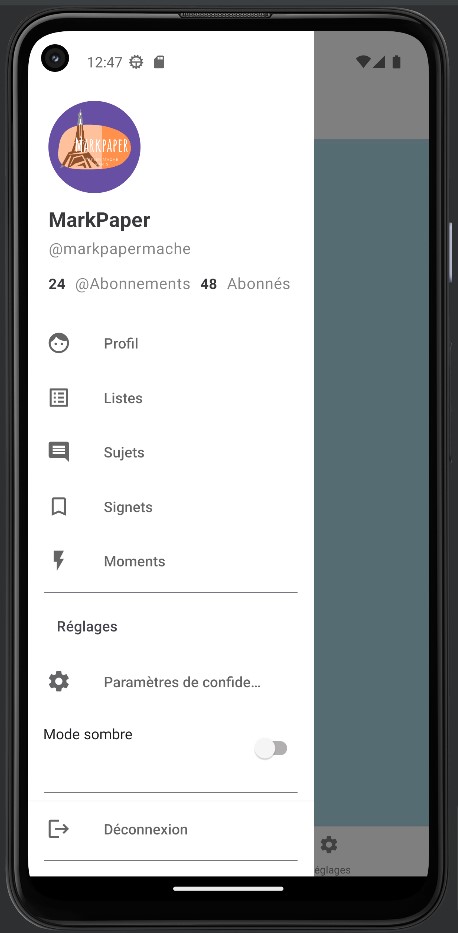 12:47
MARKPAPER
MarkPaper
@markpapermache
24 @Abonnements 48 Abonnés
Profil
Listes
Sujets
Signets
Moments
Réglages
Paramètres de confide...
Mode sombre
Déconnexion
églages